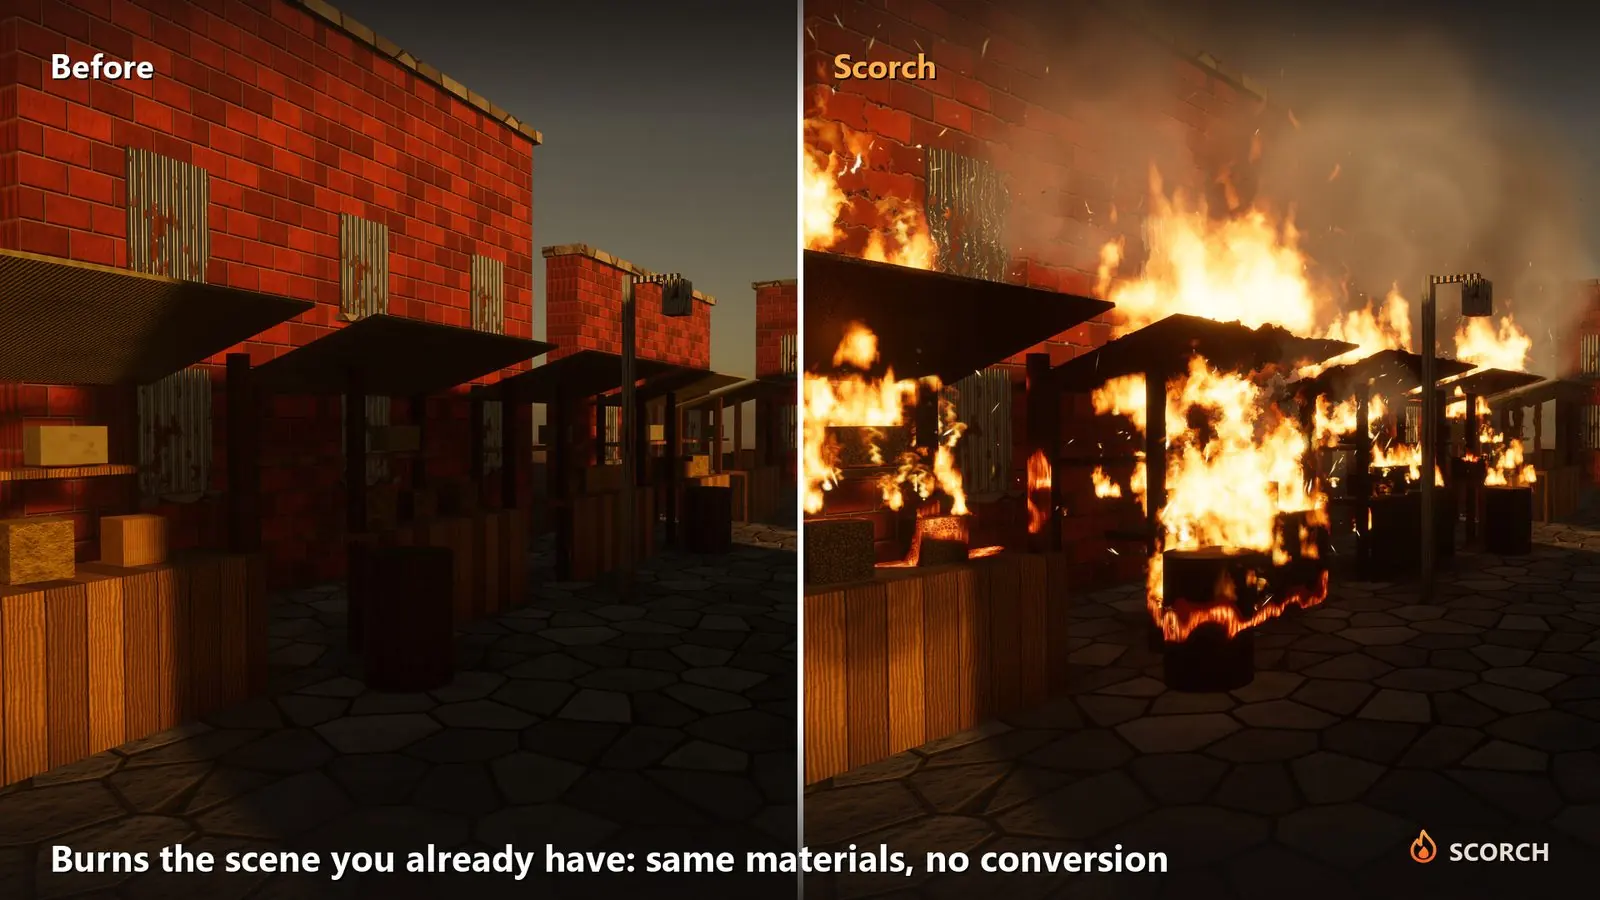 Before
Scorch
Burns the scene you already have: same materials, no conversion
SCORCH